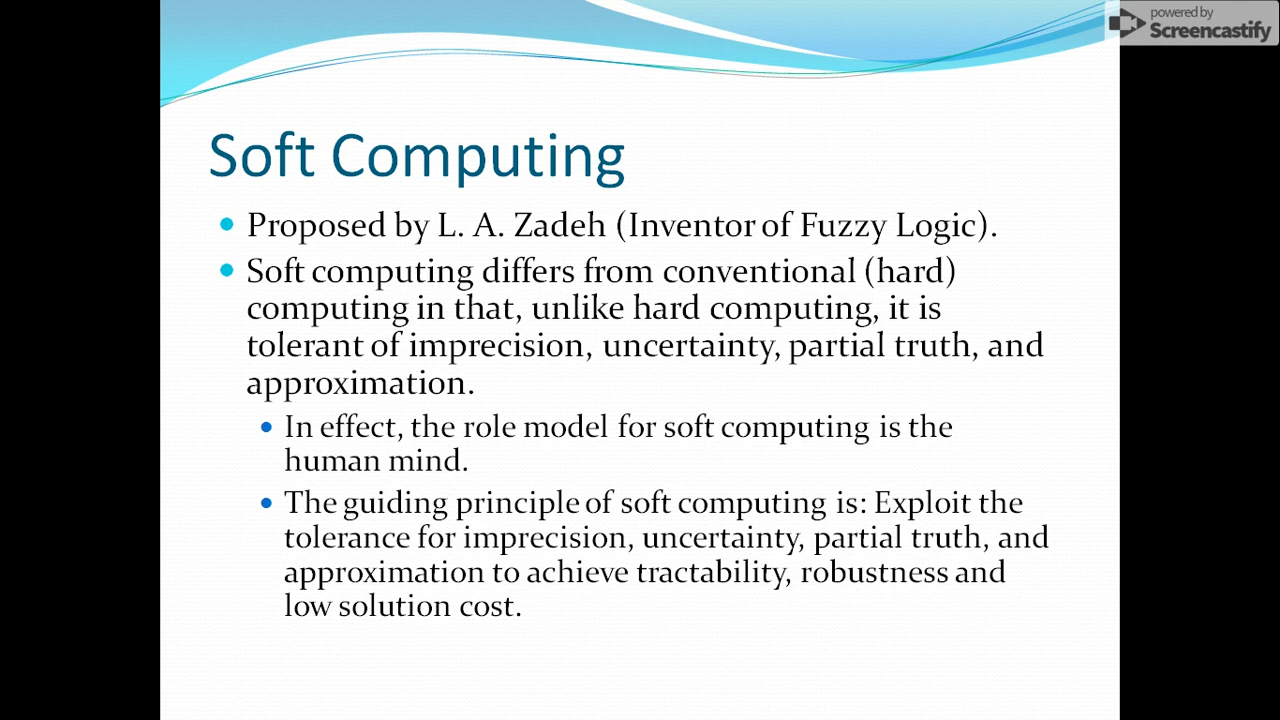 powered by
Screencastify
Soft Computing
Proposed by L. A. Zadeh (Inventor of Fuzzy Logic).
Soft computing differs from conventional (hard)
computing in that, unlike hard computing, it is
tolerant of imprecision, uncertainty, partial truth, and
approximation.
In effect, the role model for soft computing is the
human mind.
The guiding principle of soft computing is: Exploit the
tolerance for imprecision, uncertainty, partial truth, and
approximation to achieve tractability, robustness and
low solution cost.